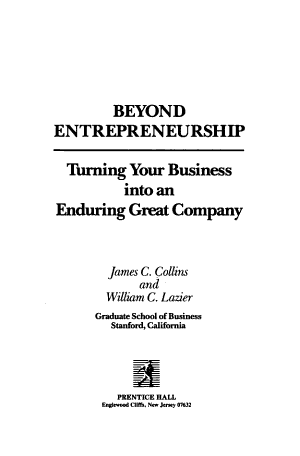 BEYOND
ENTREPRENEURSHIP
Turning Your Business
into an
Enduring Great Company
James C. Collins
and
William C. Lazier
Graduate School of Business
Stanford, California
PRENTICE HALL
Englewood Cliffs, New Jersey 07632